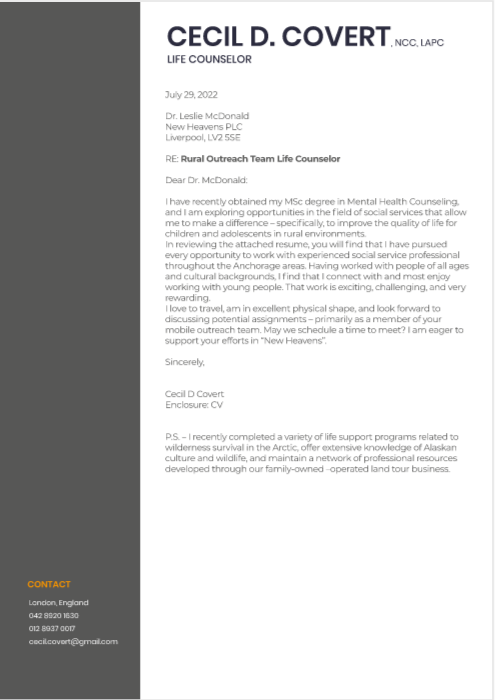 CECIL D. COVERT, NCC, LAPC
LIFE COUNSELOR
July 29, 2022
Dr. Leslie McDonald
New Heavens PLC
Liverpool, LV2 5SE
RE: Rural Outreach Team Life Counselor
Dear Dr. McDonald:
I have recently obtained my MSc degree in Mental Health Counseling,
and I am exploring opportunities in the field of social services that allow
me to make a difference – specifically, to improve the quality of life for
children and adolescents in rural environments.
In reviewing the attached resume, you will find that I have pursued
every opportunity to work with experienced social service professional
throughout the Anchorage areas. Having worked with people of all ages
and cultural backgrounds, I find that I connect with and most enjoy
working with young people. That work is exciting, challenging, and very
rewarding.
I love to travel, am in excellent physical shape, and look forward to
discussing potential assignments – primarily as a member of your
mobile outreach team. May we schedule a time to meet? I am eager to
support your efforts in “New Heavens”.
Sincerely,
Cecil D Covert
Enclosure: CV
P.S. – I recently completed a variety of life support programs related to
wilderness survival in the Arctic, offer extensive knowledge of Alaskan
culture and wildlife, and maintain a network of professional resources
developed through our family-owned –operated land tour business.
CONTACT
London, England
042 8920 1630
012 8937 0017
cecil.covert@gmail.com